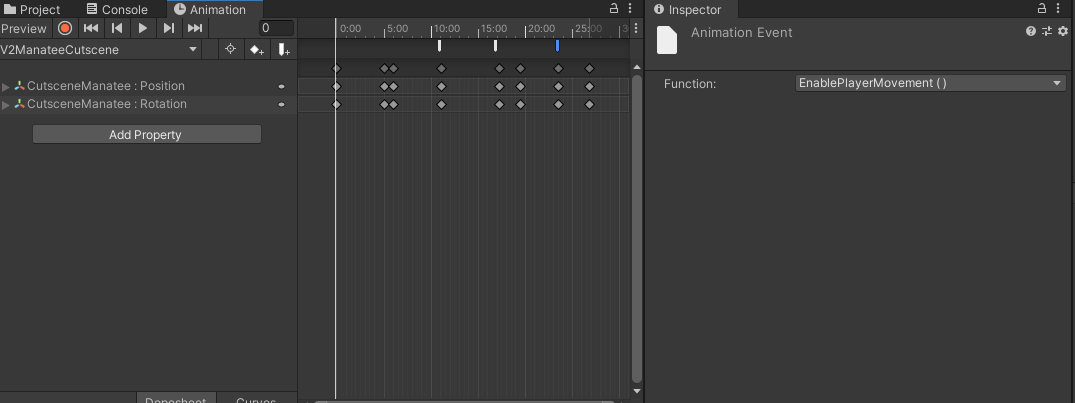 Project Console Animation
Inspector
Preview 0 0:00 5:00 10:00 15:00 20:00 25:00
Animation Event
V2ManateeCutscene
CutsceneManatee : Position
Function: EnablePlayerMovement ( )
CutsceneManatee : Rotation
Add Property
Dopesheet Curves